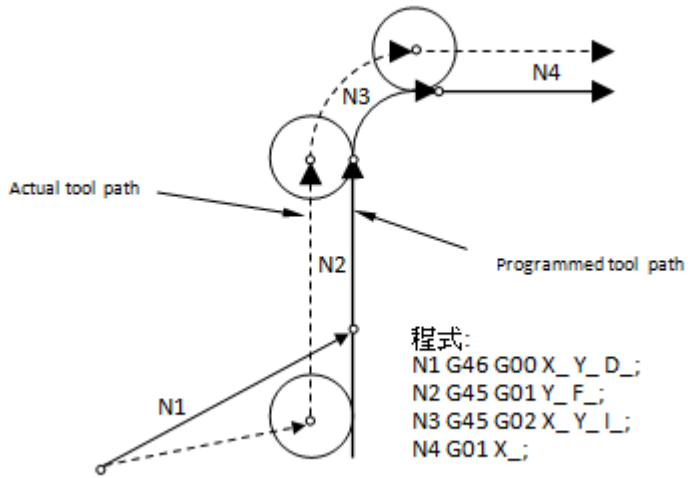 N4
N3
Actual tool path
N2
Programmed tool path
N1
程式:
N1 G46 G00 X_ Y_ D_;
N2 G45 G01 Y_ F_;
N3 G45 G02 X_ Y_ I_;
N4 G01 X_;